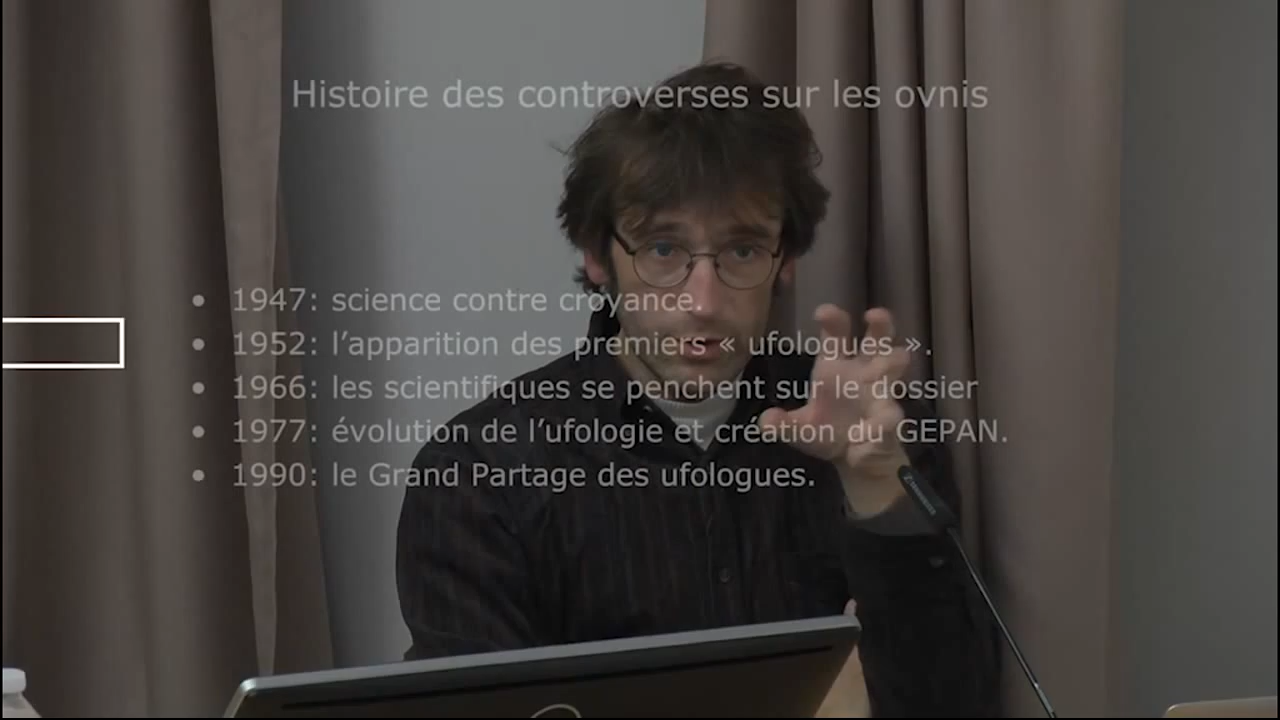 Histoire des controverses sur les ovnis
• 1947: science contre croyance.
• 1952: l’apparition des premiers « ufologues ».
• 1966: les scientifiques se penchent sur le dossier
• 1977: évolution de l’ufologie et création du GEPAN.
• 1990: le Grand Partage des ufologues.